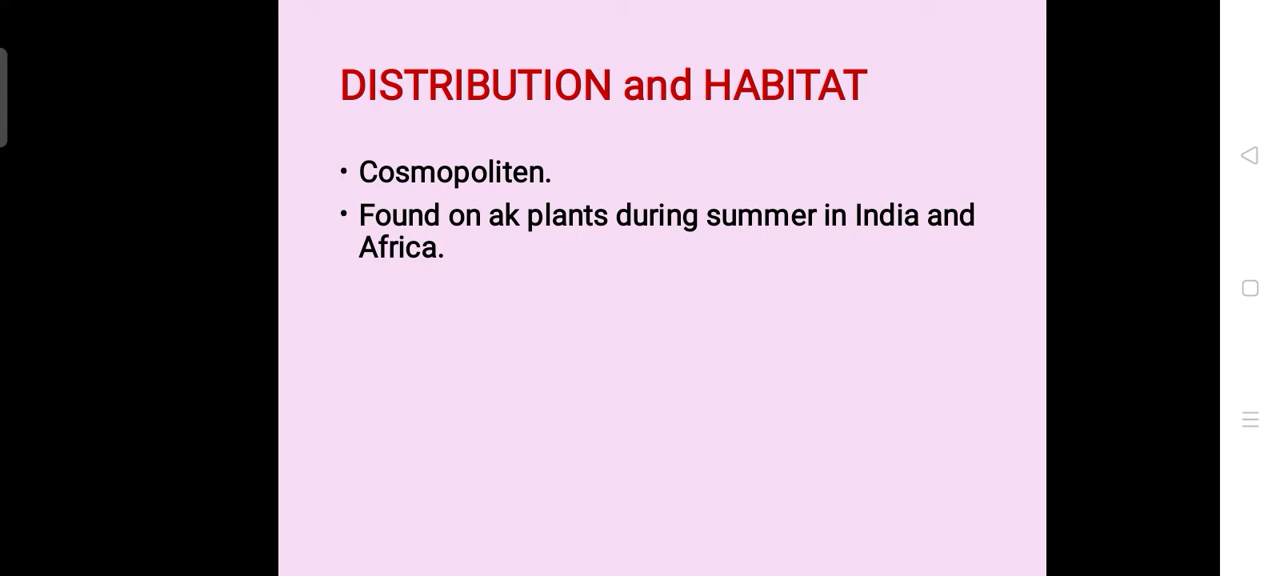 DISTRIBUTION and HABITAT
• Cosmopoliten.
• Found on ak plants during summer in India and
Africa.